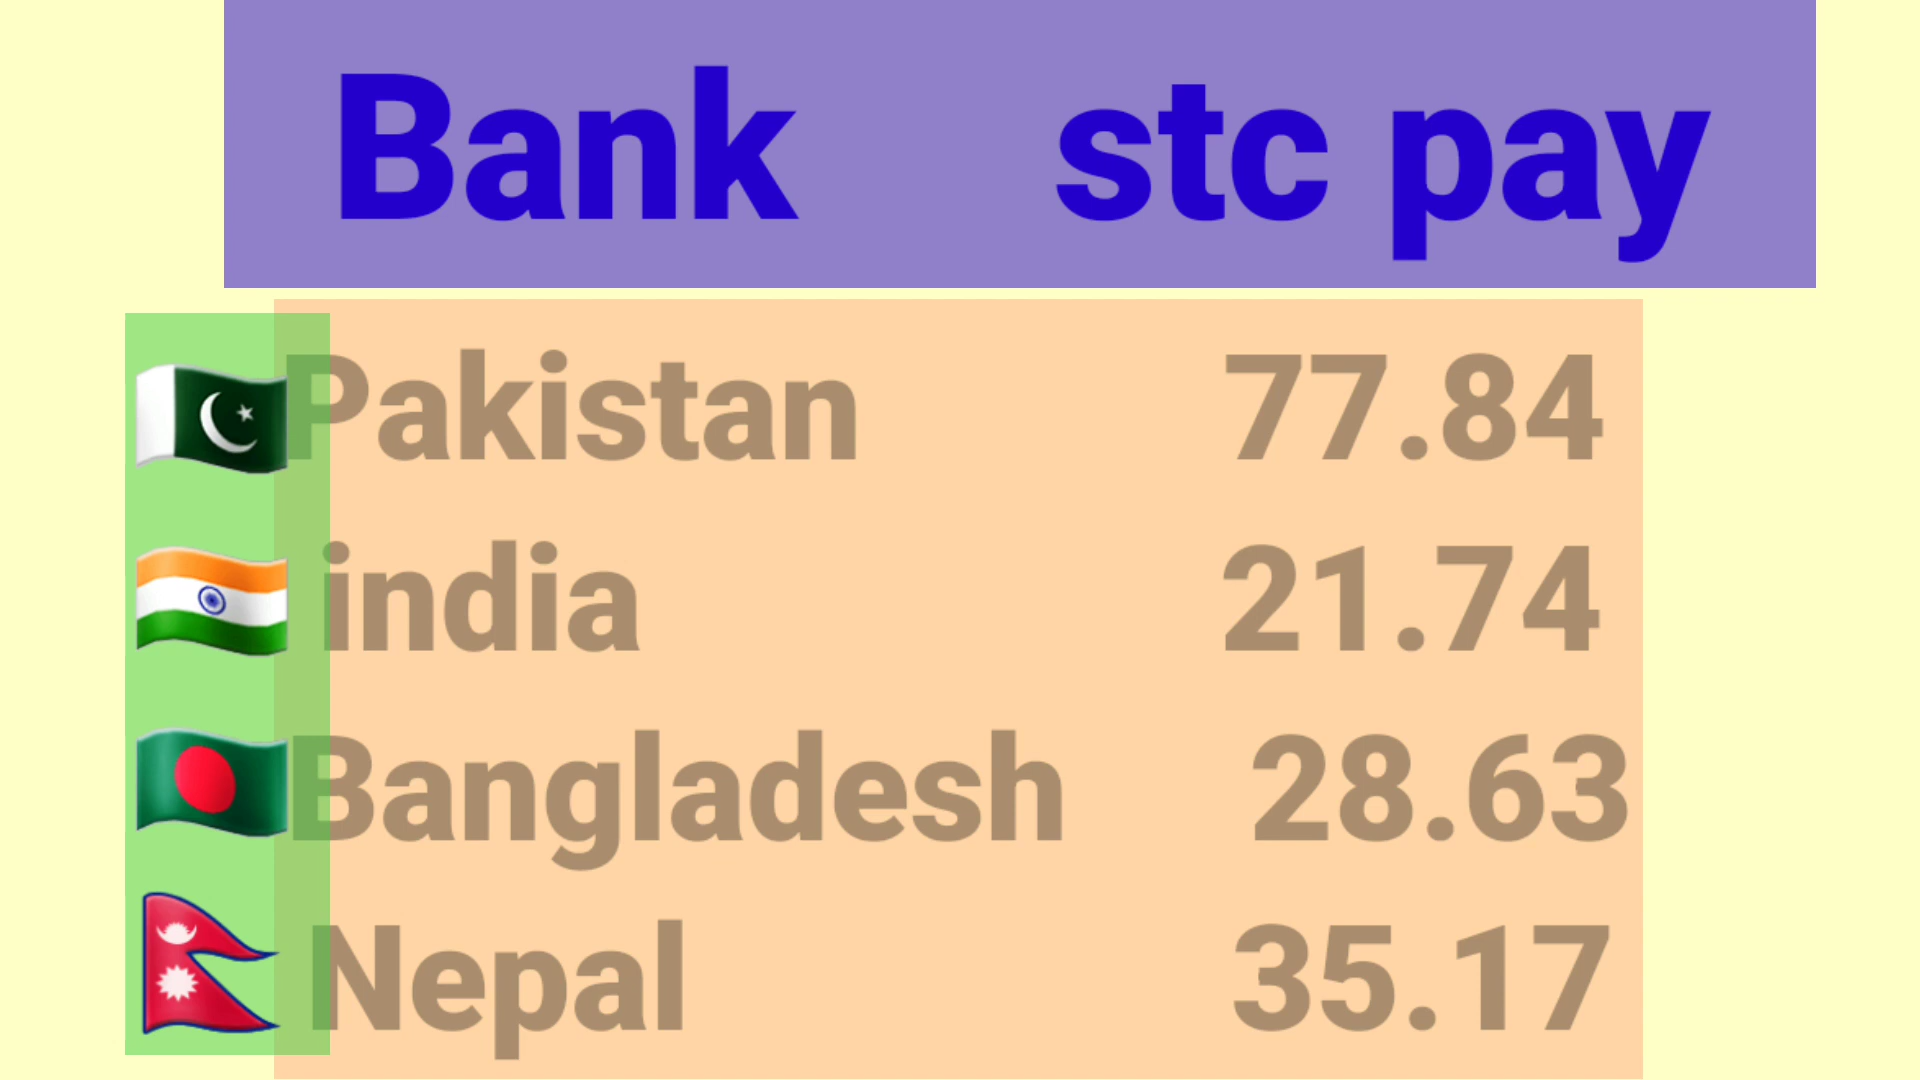 Bank stc pay
Pakistan 77.84
india 21.74
Bangladesh 28.63
Nepal 35.17